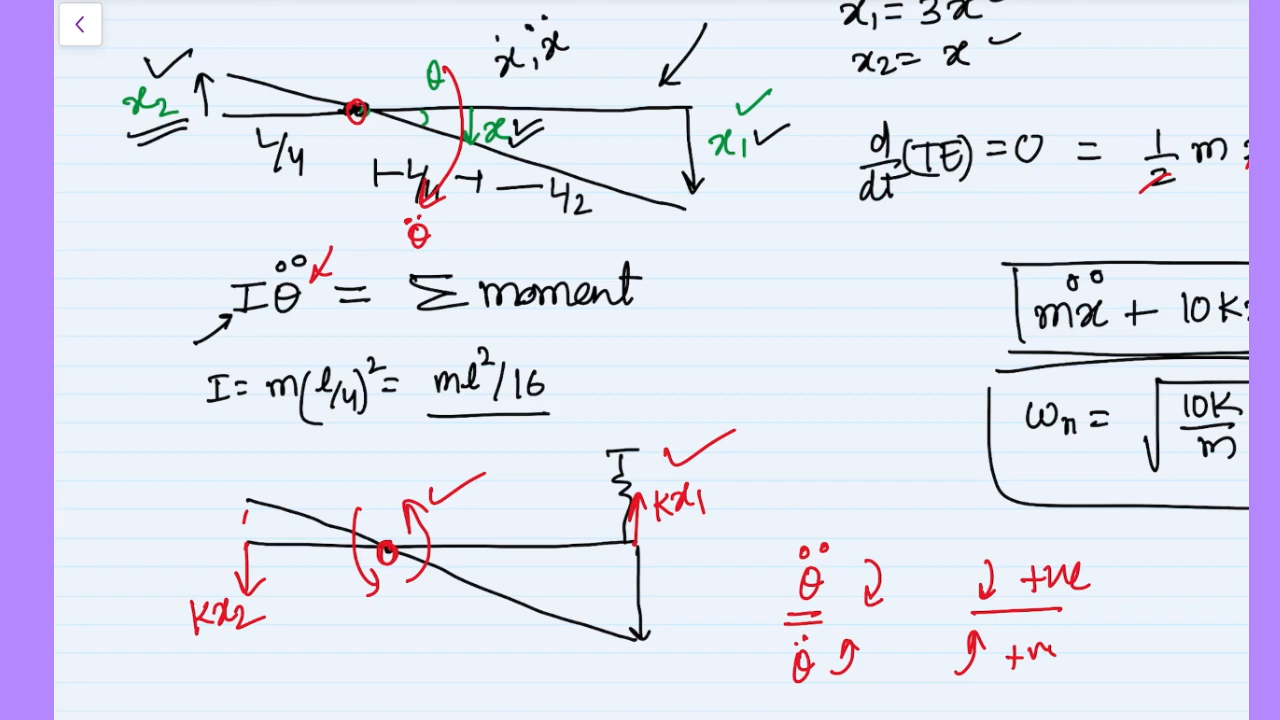 x₁ = 3x
ẋ, ẍ
x₂ = x
θ
x₂
x
x₁
L/4
L/4
L/2
d/dt (TE) = 0 = 1/2 m
θ̈
Iθ̈ = Σ moment
mẍ + 10K
I = m(l/4)² = ml²/16
ωn = √10K/m
Kx₁
Kx₂
θ̈ +ve
θ̈